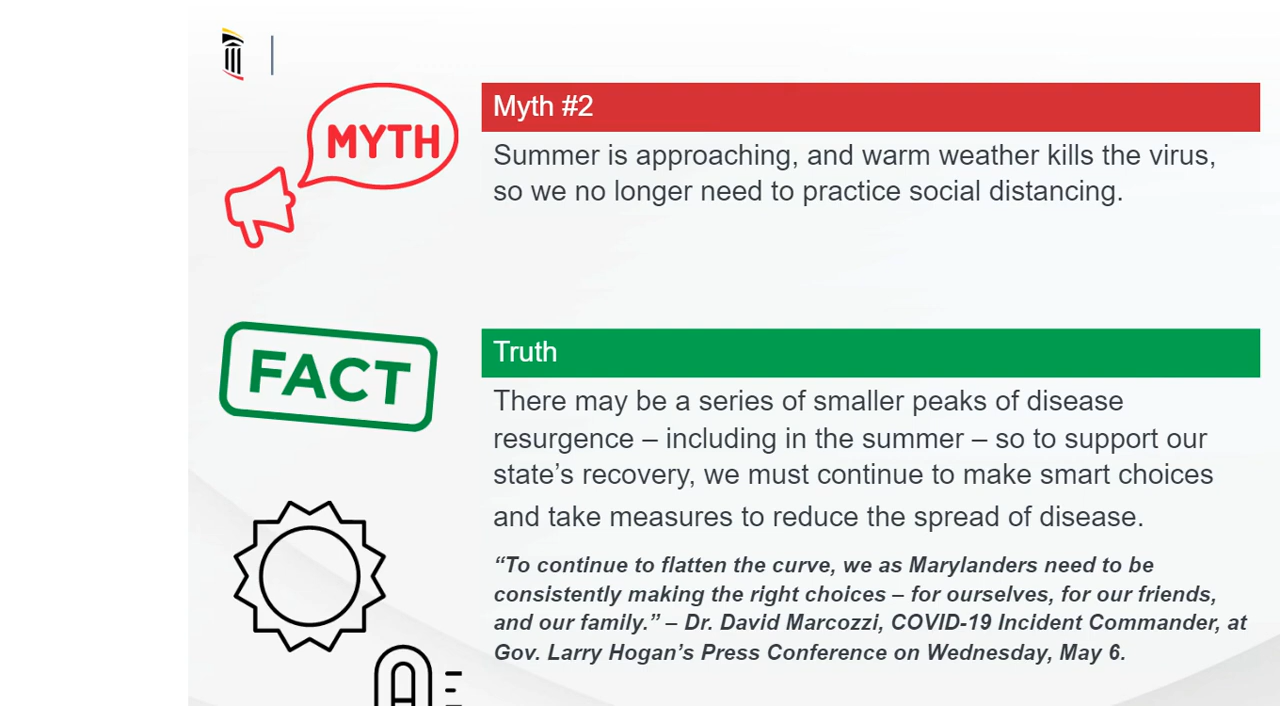 MYTH
Myth #2
Summer is approaching, and warm weather kills the virus,
so we no longer need to practice social distancing.
FACT
Truth
There may be a series of smaller peaks of disease
resurgence – including in the summer – so to support our
state’s recovery, we must continue to make smart choices
and take measures to reduce the spread of disease.
“To continue to flatten the curve, we as Marylanders need to be
consistently making the right choices – for ourselves, for our friends,
and our family.” – Dr. David Marcozzi, COVID-19 Incident Commander, at
Gov. Larry Hogan’s Press Conference on Wednesday, May 6.